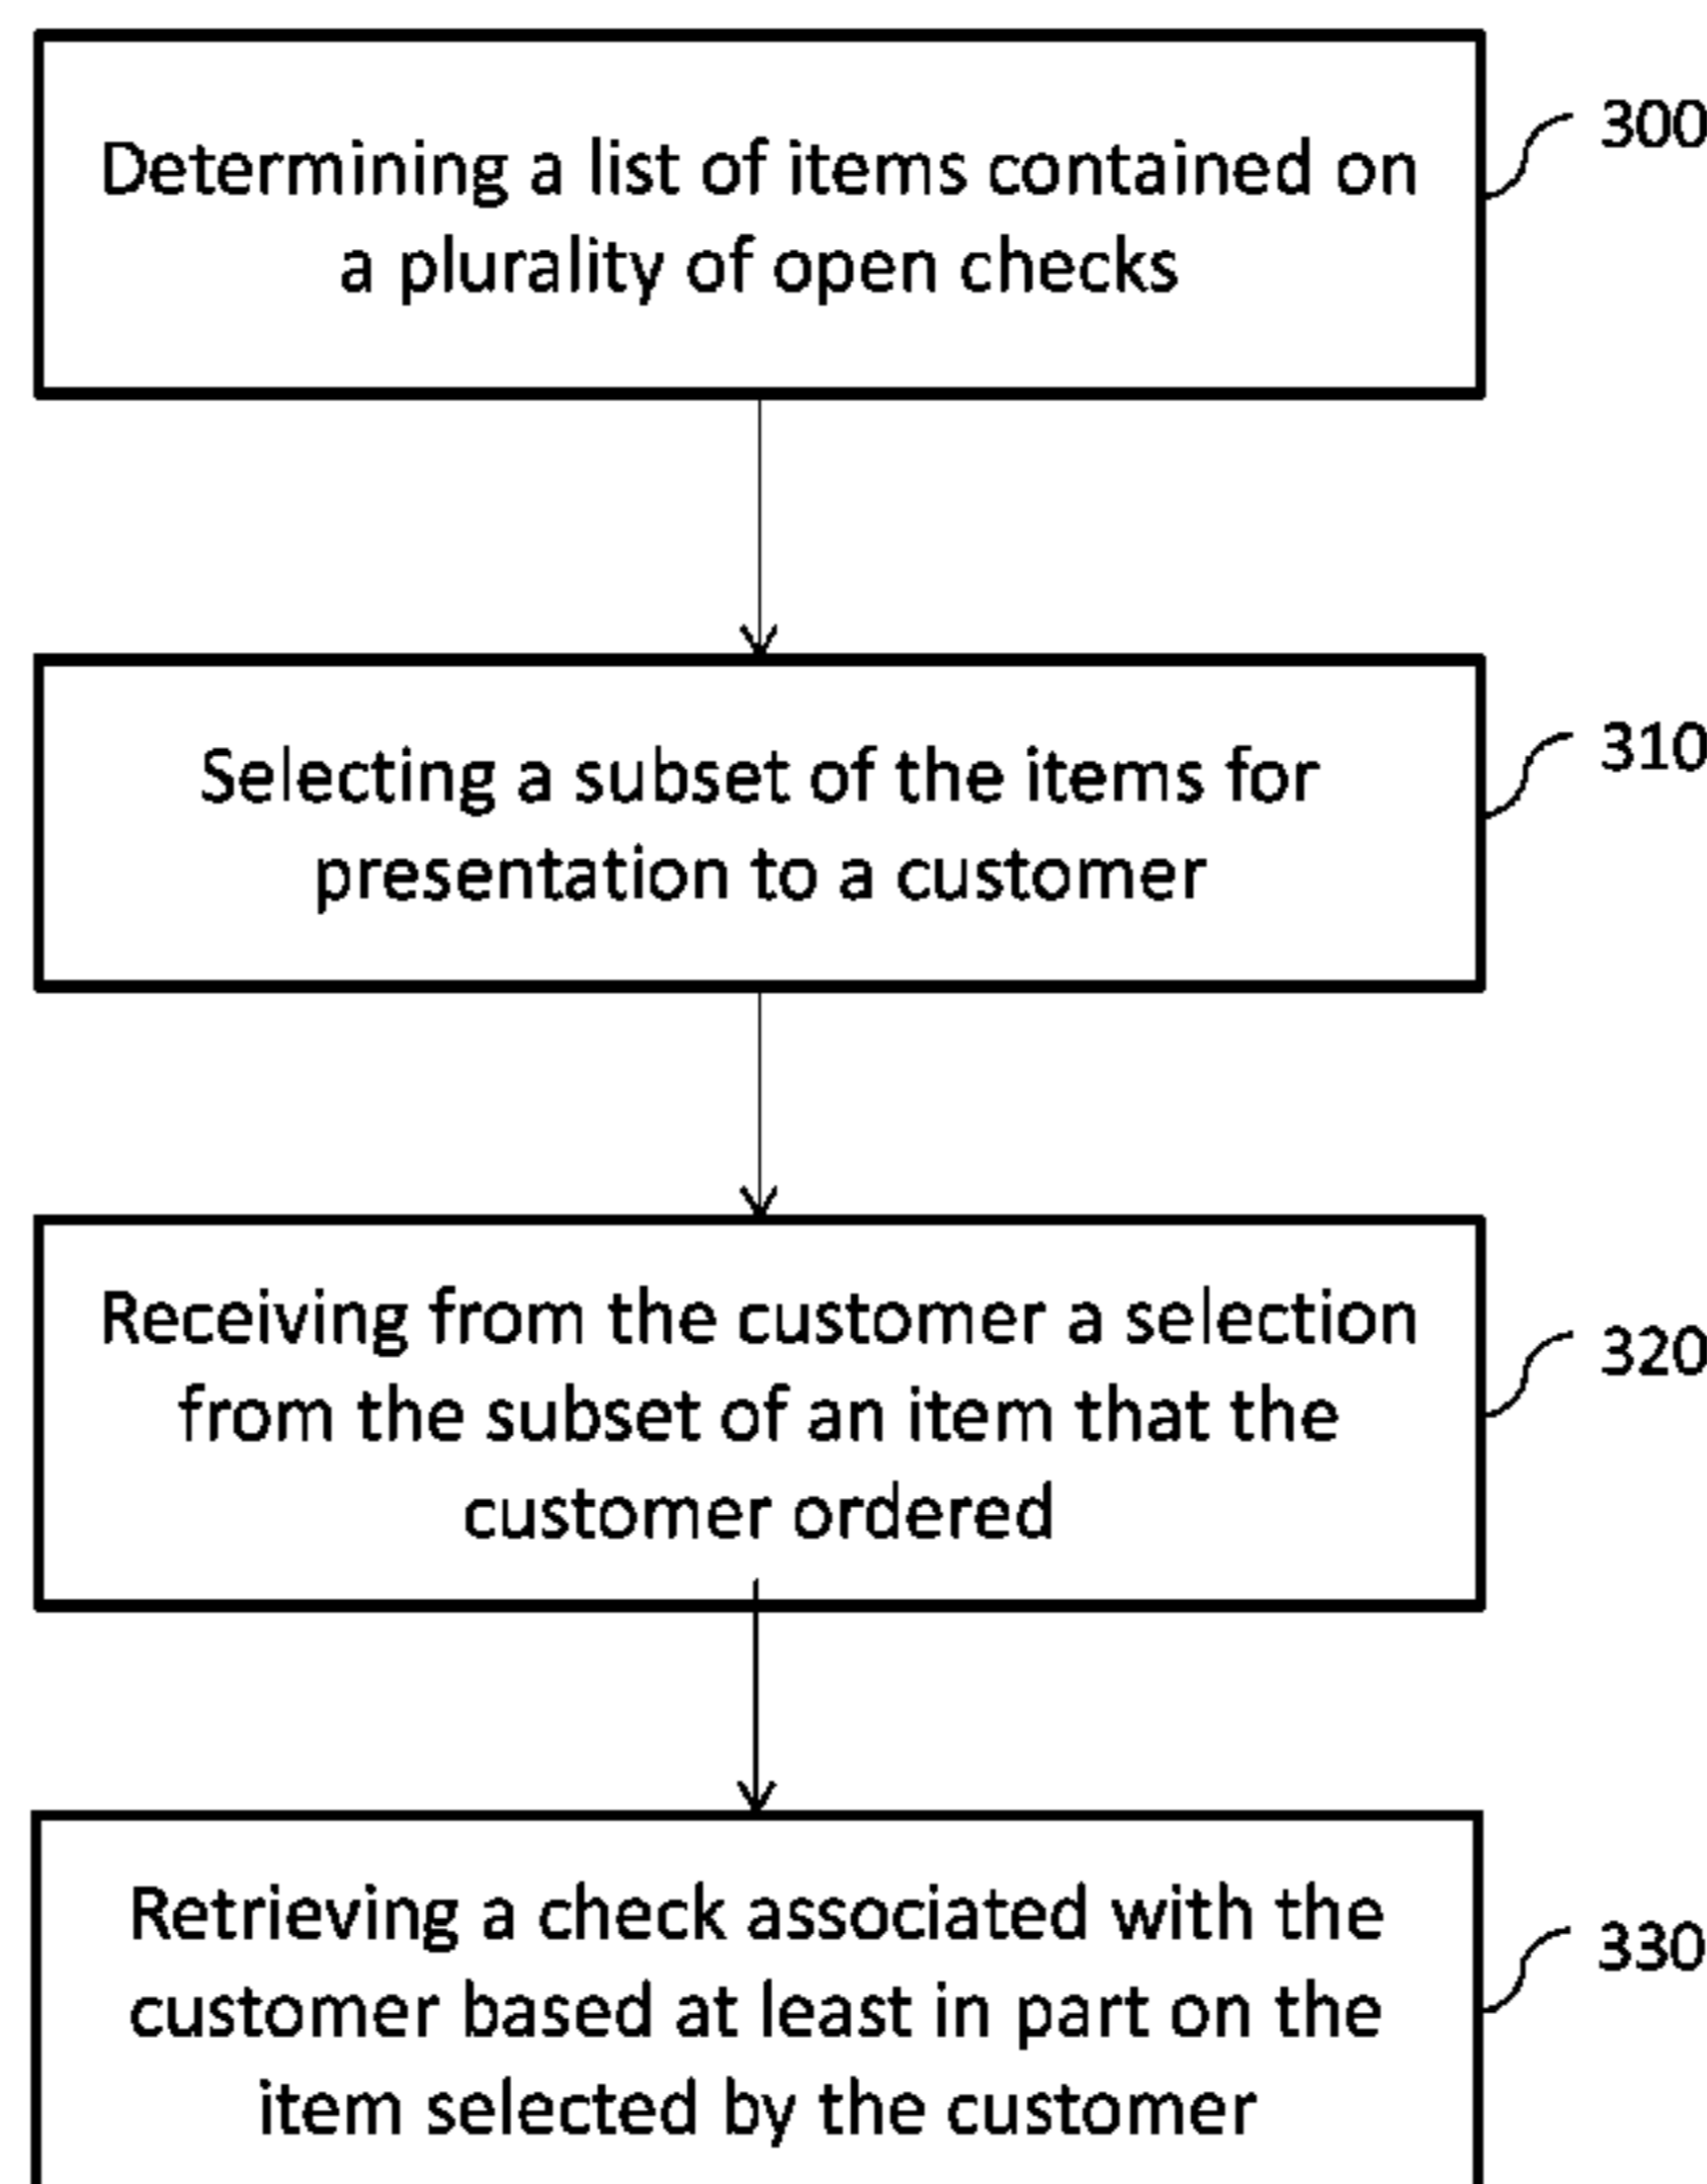 Determining a list of items contained on
a plurality of open checks
300
Selecting a subset of the items for
presentation to a customer
310
Receiving from the customer a selection
from the subset of an item that the
customer ordered
320
Retrieving a check associated with the
customer based at least in part on the
item selected by the customer
330